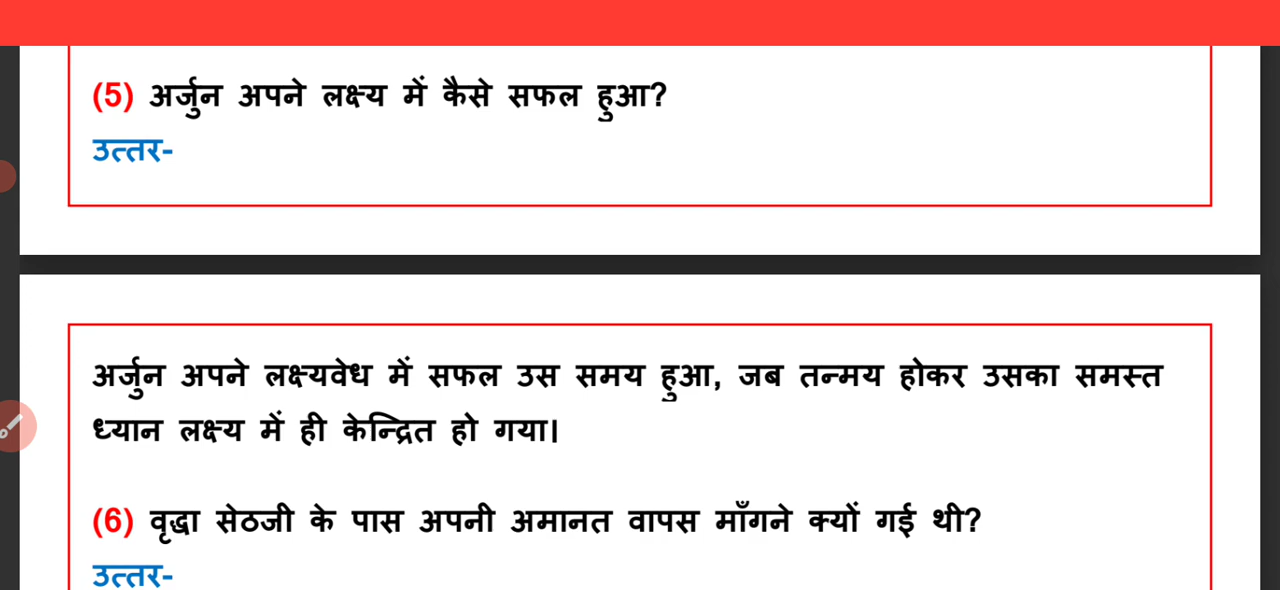 (5) अर्जुन अपने लक्ष्य में कैसे सफल हुआ?
उत्तर-
अर्जुन अपने लक्ष्यवेध में सफल उस समय हुआ, जब तन्मय होकर उसका समस्त
ध्यान लक्ष्य में ही केन्द्रित हो गया।
(6) वृद्धा सेठजी के पास अपनी अमानत वापस माँगने क्यों गई थी?
उत्तर-